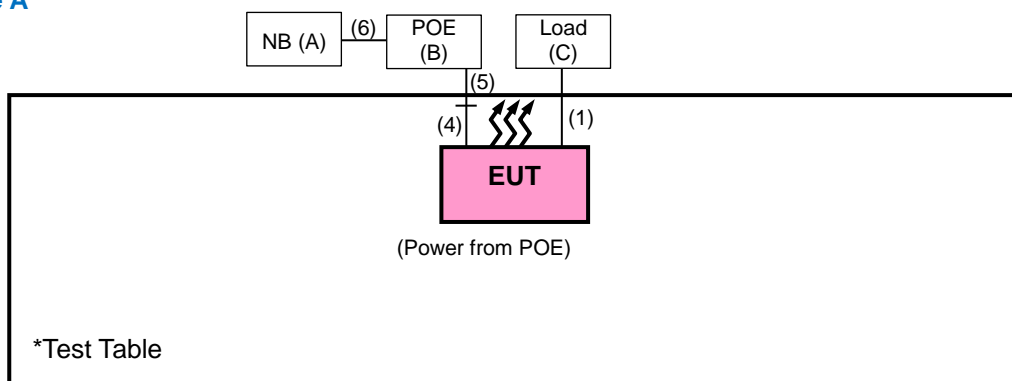 A
NB (A)
(6)
POE
(B)
Load
(C)
(5)
(4)
(1)
EUT
(Power from POE)
*Test Table